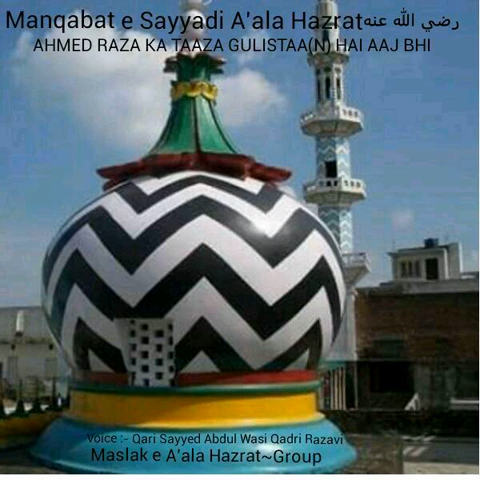 Manqabat e Sayyadi A'ala Hazrat رضي الله عنه
AHMED RAZA KA TAAZA GULISTAA(N) HAI AAJ BHI
Voice :- Qari Sayyed Abdul Wasi Qadri Razavi
Maslak e A'ala Hazrat~Group